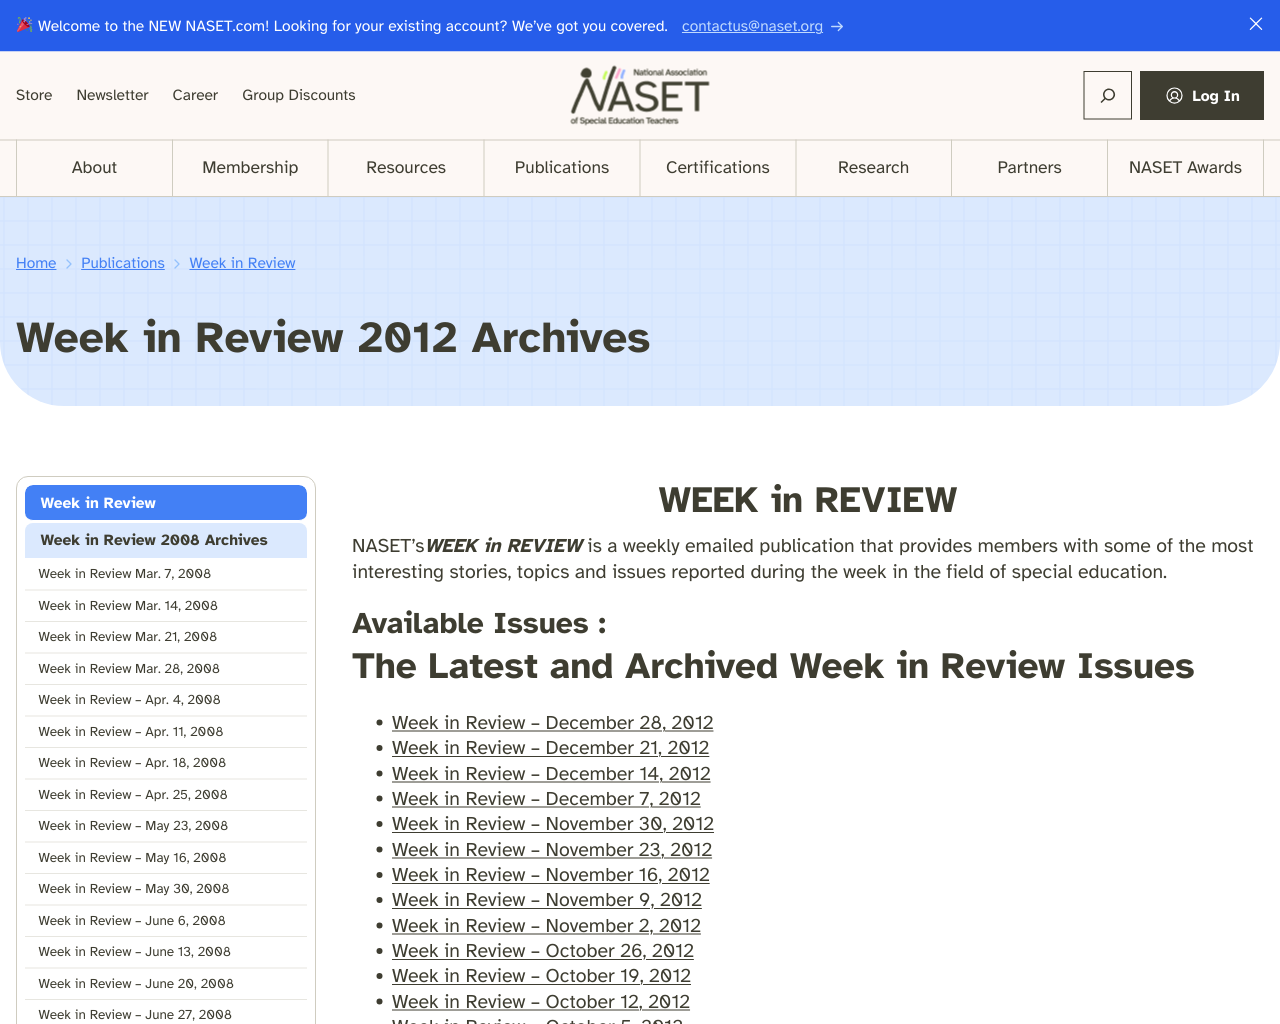 🎉 Welcome to the NEW NASET.com! Looking for your existing account? We've got you covered. contactus@naset.org →
Store Newsletter Career Group Discounts
National Association
NASET
of Special Education Teachers
Log In
About Membership Resources Publications Certifications Research Partners NASET Awards
Home > Publications > Week in Review
Week in Review 2012 Archives
Week in Review
Week in Review 2008 Archives
Week in Review Mar. 7, 2008
Week in Review Mar. 14, 2008
Week in Review Mar. 21, 2008
Week in Review Mar. 28, 2008
Week in Review – Apr. 4, 2008
Week in Review – Apr. 11, 2008
Week in Review – Apr. 18, 2008
Week in Review – Apr. 25, 2008
Week in Review – May 23, 2008
Week in Review – May 16, 2008
Week in Review – May 30, 2008
Week in Review – June 6, 2008
Week in Review – June 13, 2008
Week in Review – June 20, 2008
Week in Review – June 27, 2008
WEEK in REVIEW
NASET's WEEK in REVIEW is a weekly emailed publication that provides members with some of the most
interesting stories, topics and issues reported during the week in the field of special education.
Available Issues :
The Latest and Archived Week in Review Issues
• Week in Review – December 28, 2012
• Week in Review – December 21, 2012
• Week in Review – December 14, 2012
• Week in Review – December 7, 2012
• Week in Review – November 30, 2012
• Week in Review – November 23, 2012
• Week in Review – November 16, 2012
• Week in Review – November 9, 2012
• Week in Review – November 2, 2012
• Week in Review – October 26, 2012
• Week in Review – October 19, 2012
• Week in Review – October 12, 2012
Week in Review – October 5, 2012